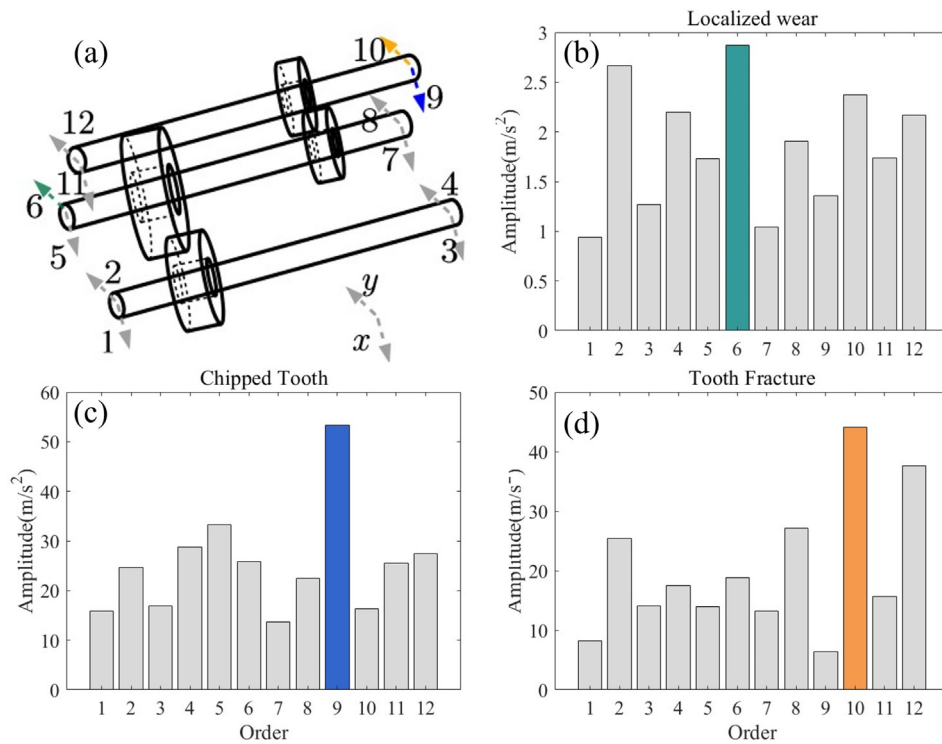 (a)
10
9
12
8
11
7
6
4
5
3
2
1
y
x
Localized wear
(b)
Amplitude(m/s²)
3
2.5
2
1.5
1
0.5
0
1 2 3 4 5 6 7 8 9 10 11 12
Chipped Tooth
(c)
Amplitude(m/s²)
60
50
40
30
20
10
0
1 2 3 4 5 6 7 8 9 10 11 12
Order
Tooth Fracture
(d)
Amplitude(m/s⁻)
50
40
30
20
10
0
1 2 3 4 5 6 7 8 9 10 11 12
Order